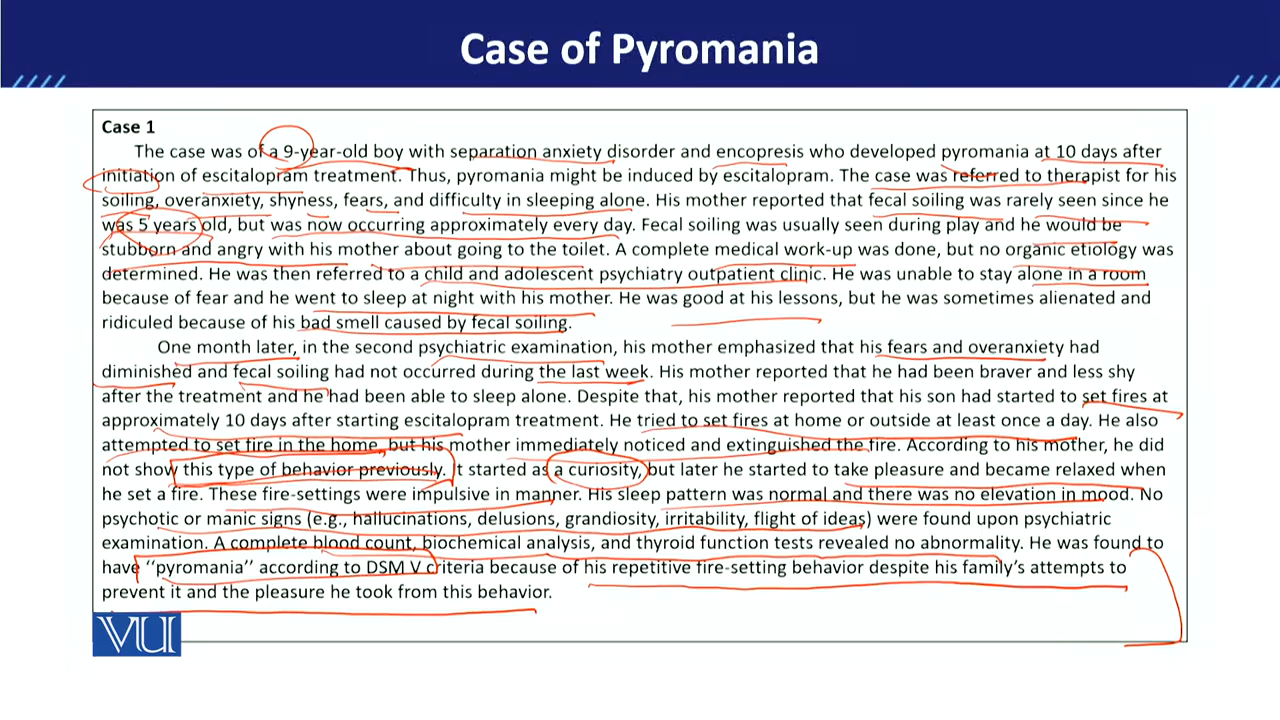 Case of Pyromania
Case 1
The case was of a 9-year-old boy with separation anxiety disorder and encopresis who developed pyromania at 10 days after
initiation of escitalopram treatment. Thus, pyromania might be induced by escitalopram. The case was referred to therapist for his
soiling, overanxiety, shyness, fears, and difficulty in sleeping alone. His mother reported that fecal soiling was rarely seen since he
was 5 years old, but was now occurring approximately every day. Fecal soiling was usually seen during play and he would be
stubborn and angry with his mother about going to the toilet. A complete medical work-up was done, but no organic etiology was
determined. He was then referred to a child and adolescent psychiatry outpatient clinic. He was unable to stay alone in a room
because of fear and he went to sleep at night with his mother. He was good at his lessons, but he was sometimes alienated and
ridiculed because of his bad smell caused by fecal soiling.
One month later, in the second psychiatric examination, his mother emphasized that his fears and overanxiety had
diminished and fecal soiling had not occurred during the last week. His mother reported that he had been braver and less shy
after the treatment and he had been able to sleep alone. Despite that, his mother reported that his son had started to set fires at
approximately 10 days after starting escitalopram treatment. He tried to set fires at home or outside at least once a day. He also
attempted to set fire in the home, but his mother immediately noticed and extinguished the fire. According to his mother, he did
not show this type of behavior previously. It started as a curiosity, but later he started to take pleasure and became relaxed when
he set a fire. These fire-settings were impulsive in manner. His sleep pattern was normal and there was no elevation in mood. No
psychotic or manic signs (e.g., hallucinations, delusions, grandiosity, irritability, flight of ideas) were found upon psychiatric
examination. A complete blood count, biochemical analysis, and thyroid function tests revealed no abnormality. He was found to
have “pyromania” according to DSM V criteria because of his repetitive fire-setting behavior despite his family’s attempts to
prevent it and the pleasure he took from this behavior.
VU